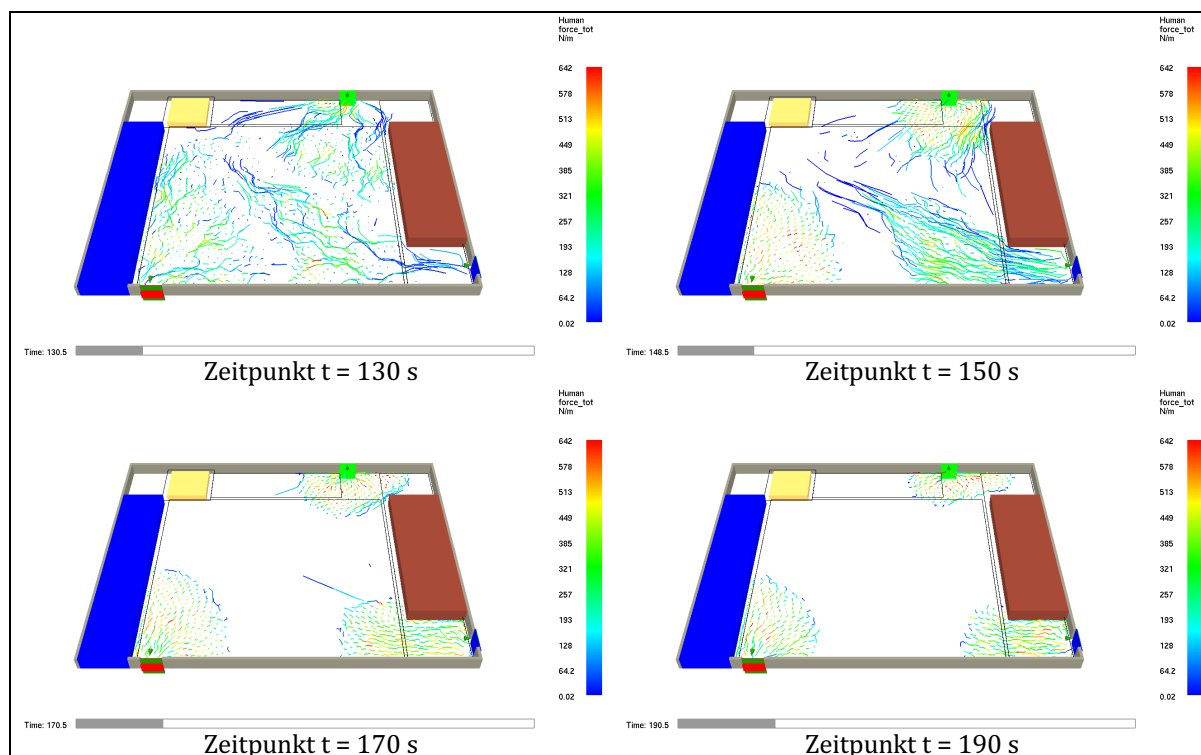 Human
force_tot
N/m
642
578
513
449
385
321
257
193
128
64.2
0.02
Time: 130.5
Zeitpunkt t = 130 s
Human
force_tot
N/m
642
578
513
449
385
321
257
193
128
64.2
0.02
Time: 148.5
Zeitpunkt t = 150 s
Human
force_tot
N/m
642
578
513
449
385
321
257
193
128
64.2
0.02
Time: 170.5
Zeitpunkt t = 170 s
Human
force_tot
N/m
642
578
513
449
385
321
257
193
128
64.2
0.02
Time: 190.5
Zeitpunkt t = 190 s